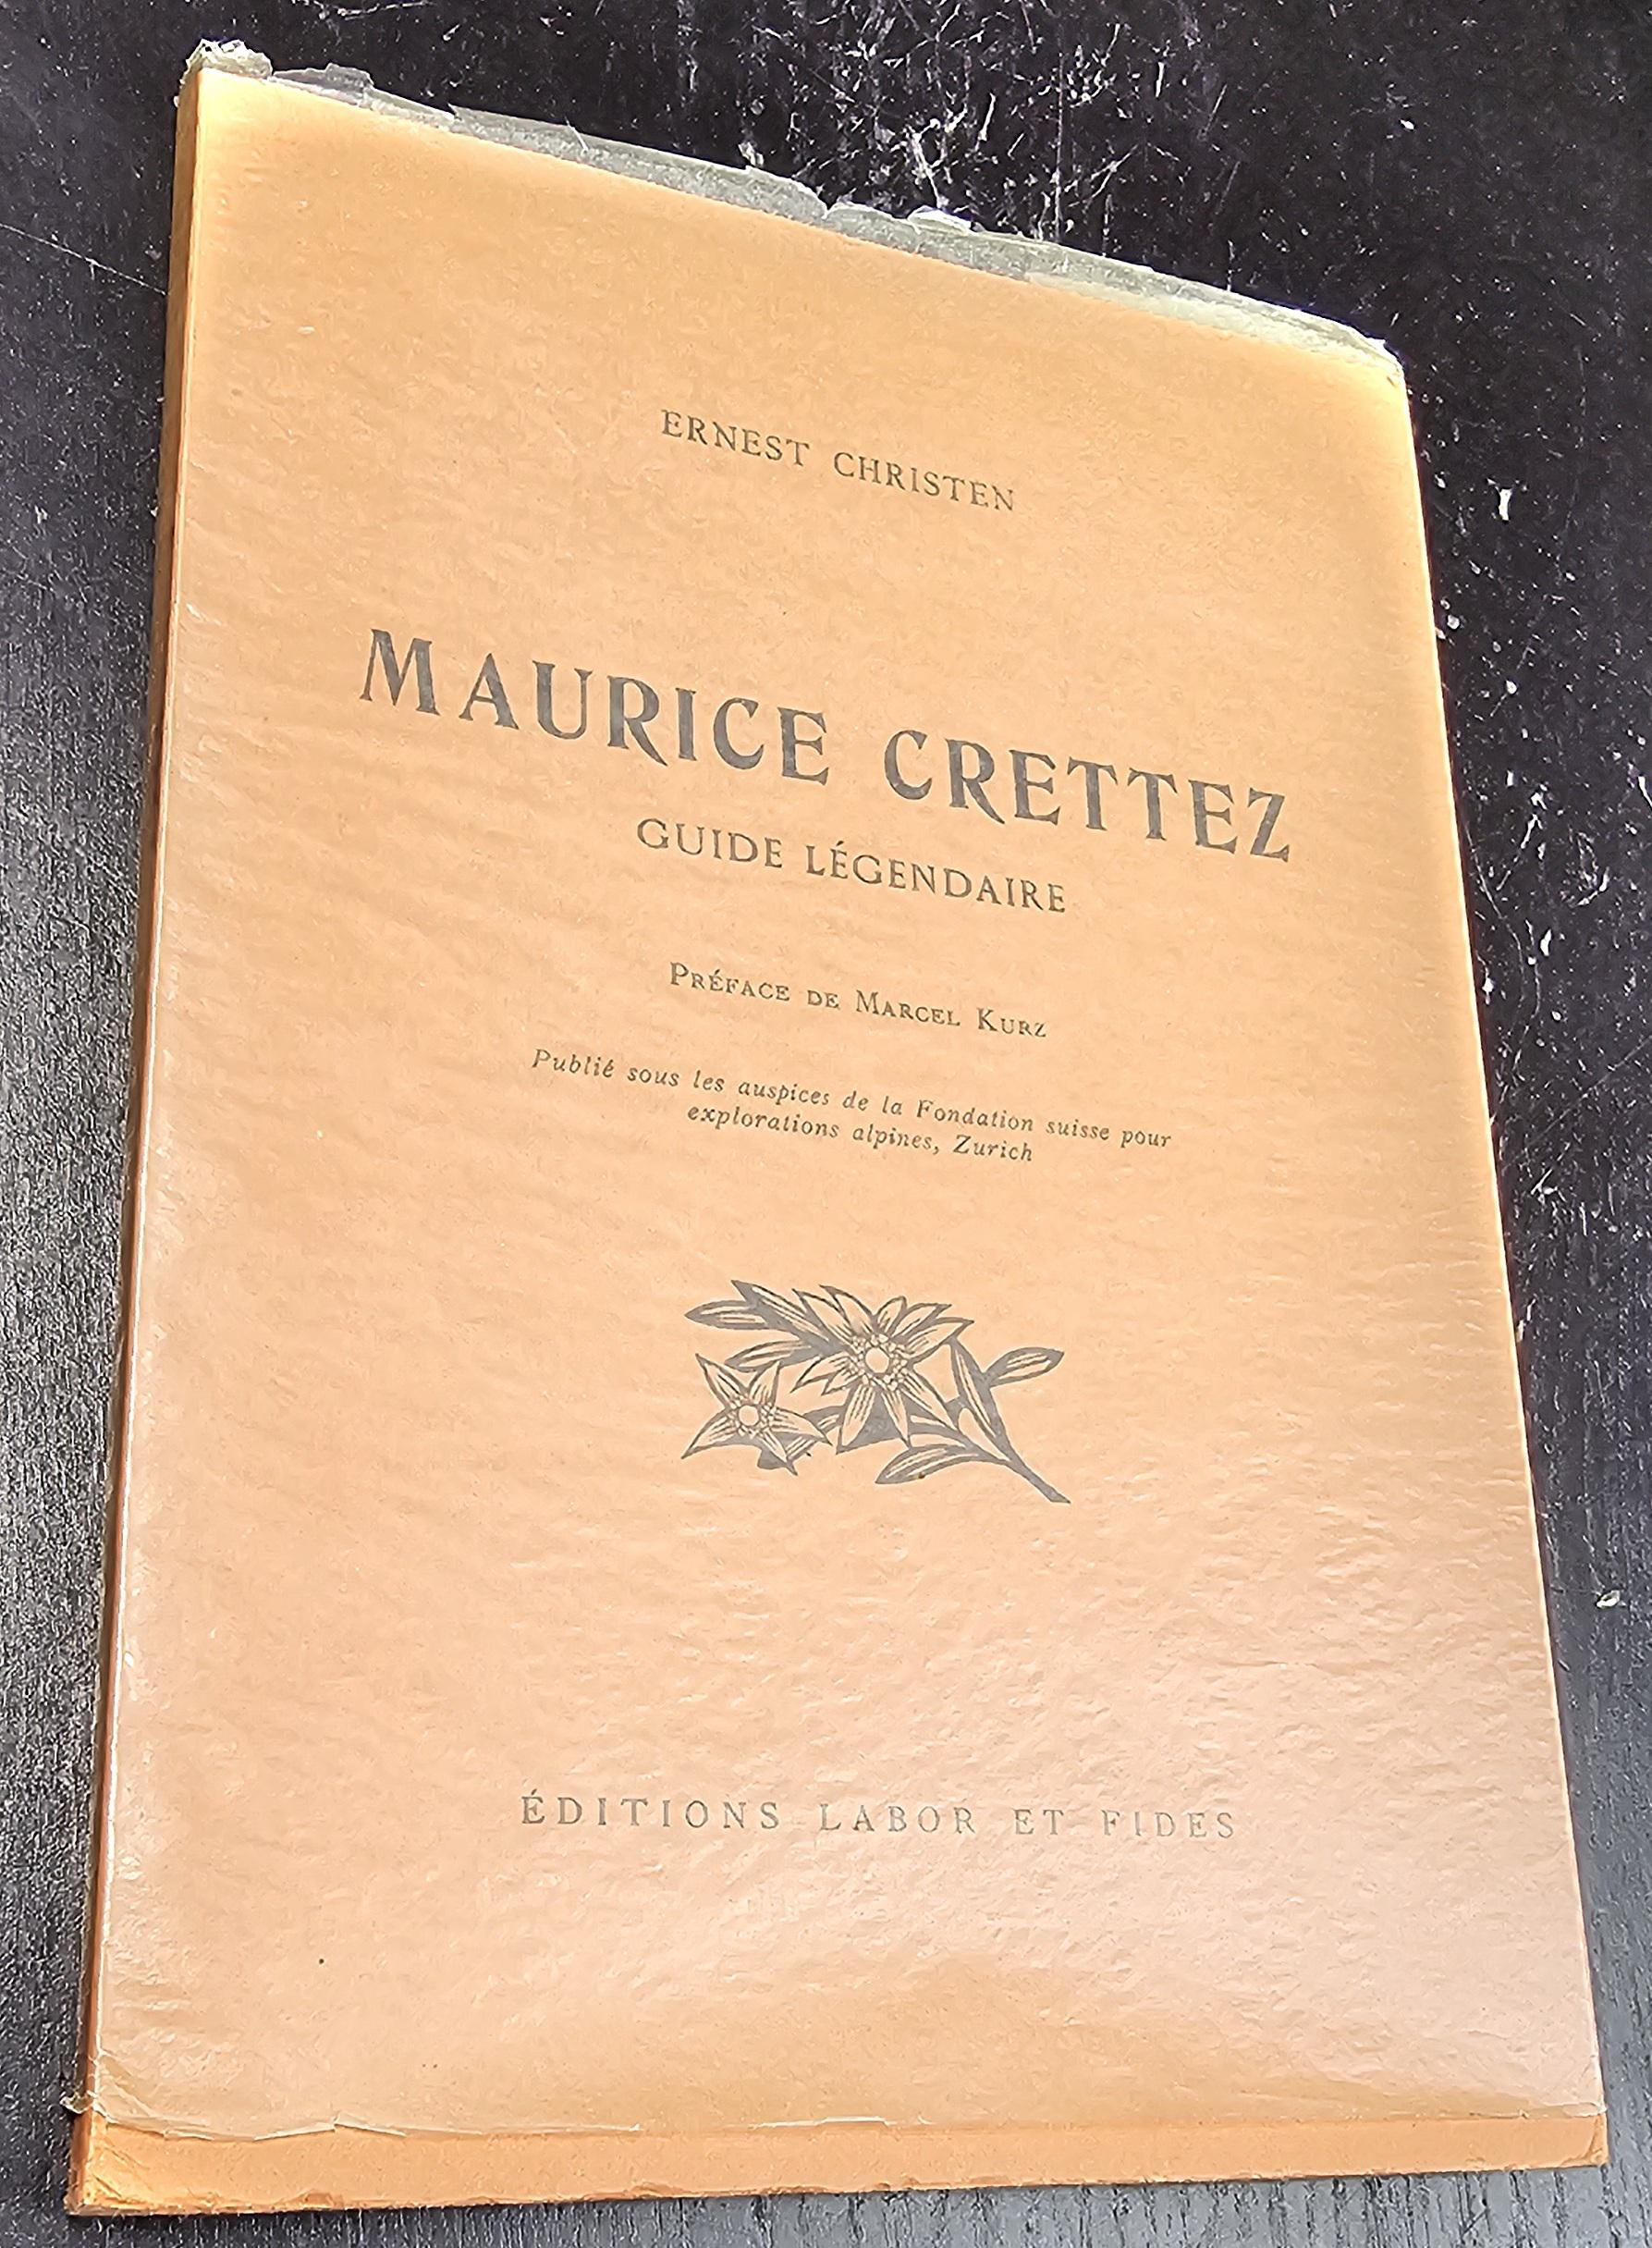 ERNEST CHRISTEN
MAURICE CRETTEZ
GUIDE LÉGENDAIRE
PRÉFACE DE MARCEL KURZ
Publié sous les auspices de la Fondation suisse pour
explorations alpines, Zurich
ÉDITIONS LABOR ET FIDES